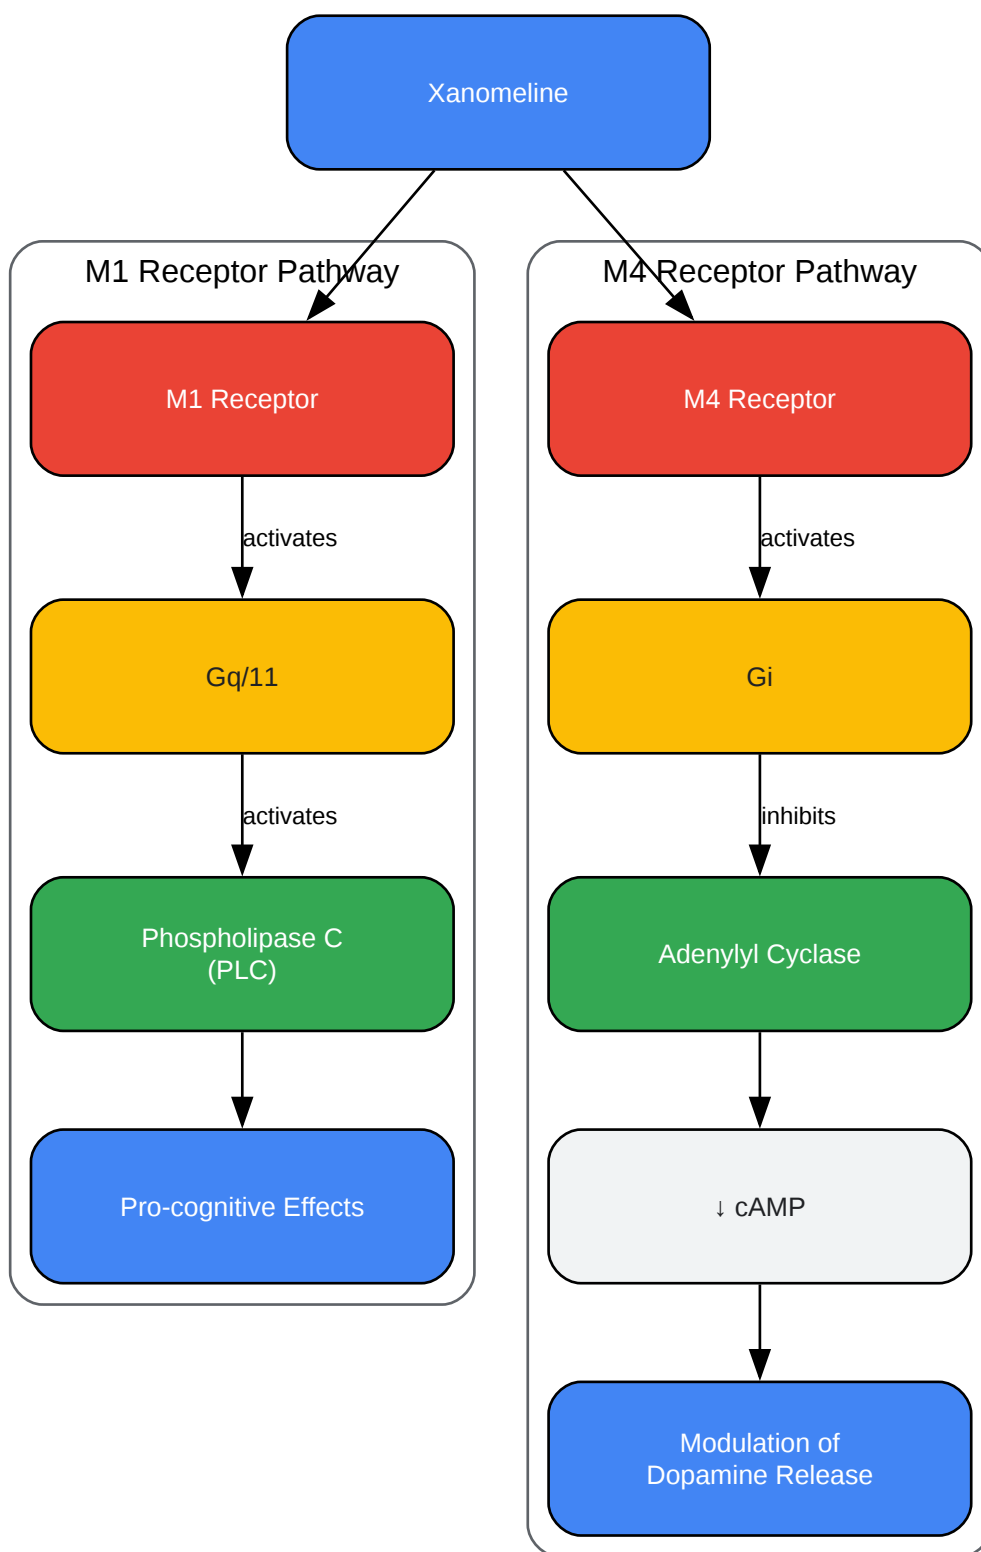 Xanomeline
M1 Receptor Pathway
M1 Receptor
activates
Gq/11
activates
Phospholipase C
(PLC)
Pro-cognitive Effects
M4 Receptor Pathway
M4 Receptor
activates
Gi
inhibits
Adenylyl Cyclase
↓ cAMP
Modulation of
Dopamine Release